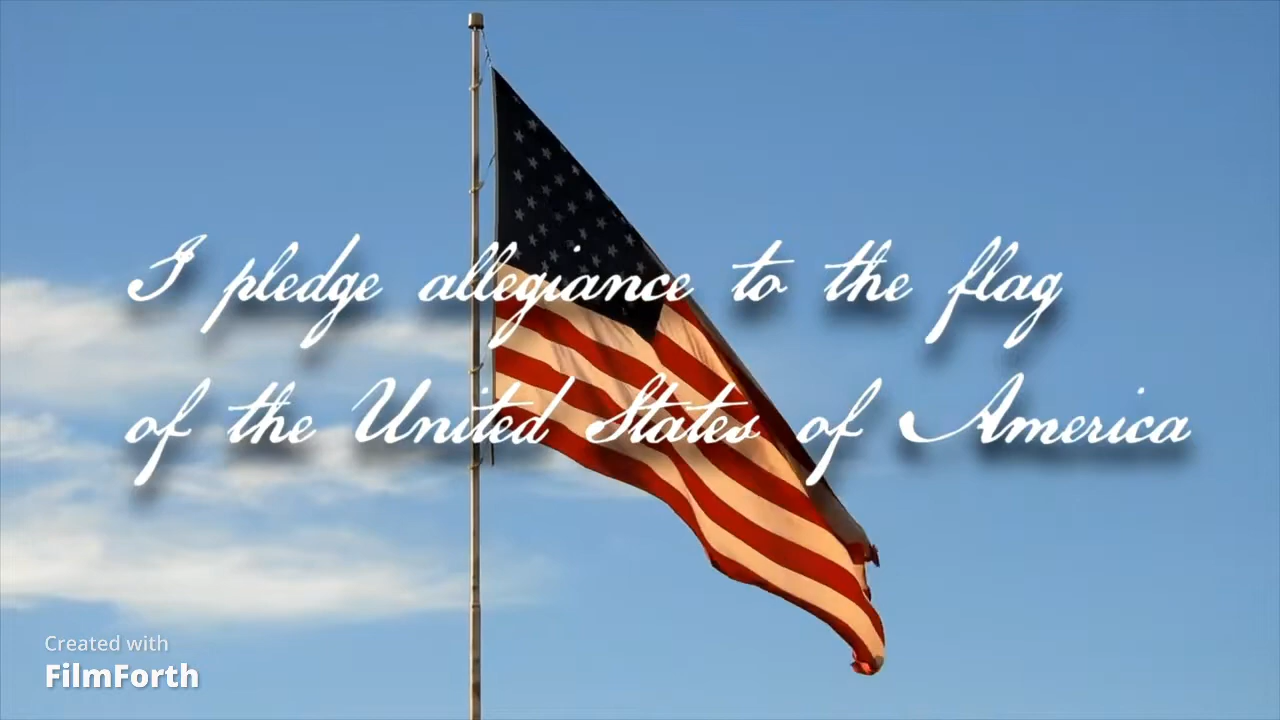 I pledge allegiance to the flag
of the United States of America
Created with
FilmForth